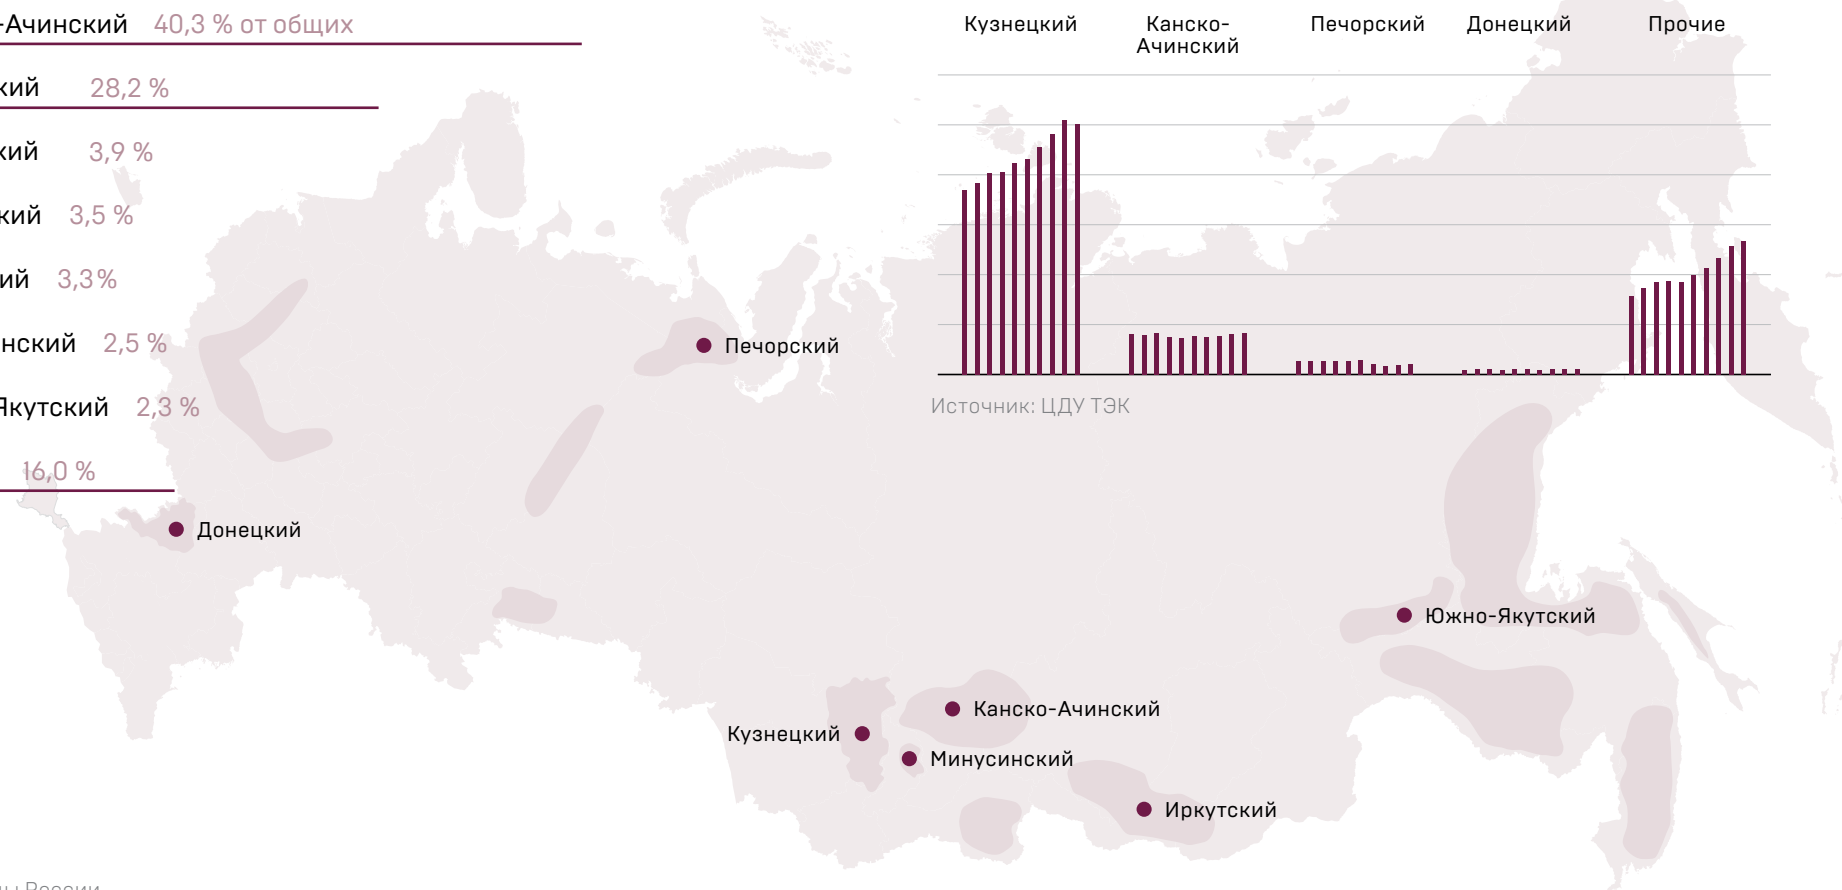 -Ачинский 40,3 % от общих
кий 28,2 %
кий 3,9 %
кий 3,5 %
ий 3,3%
нский 2,5 %
Якутский 2,3 %
16,0 %
Кузнецкий
Канско-
Ачинский
Печорский
Донецкий
Прочие
Источник: ЦДУ ТЭК
Печорский
Донецкий
Южно-Якутский
Канско-Ачинский
Кузнецкий
Минусинский
Иркутский
России